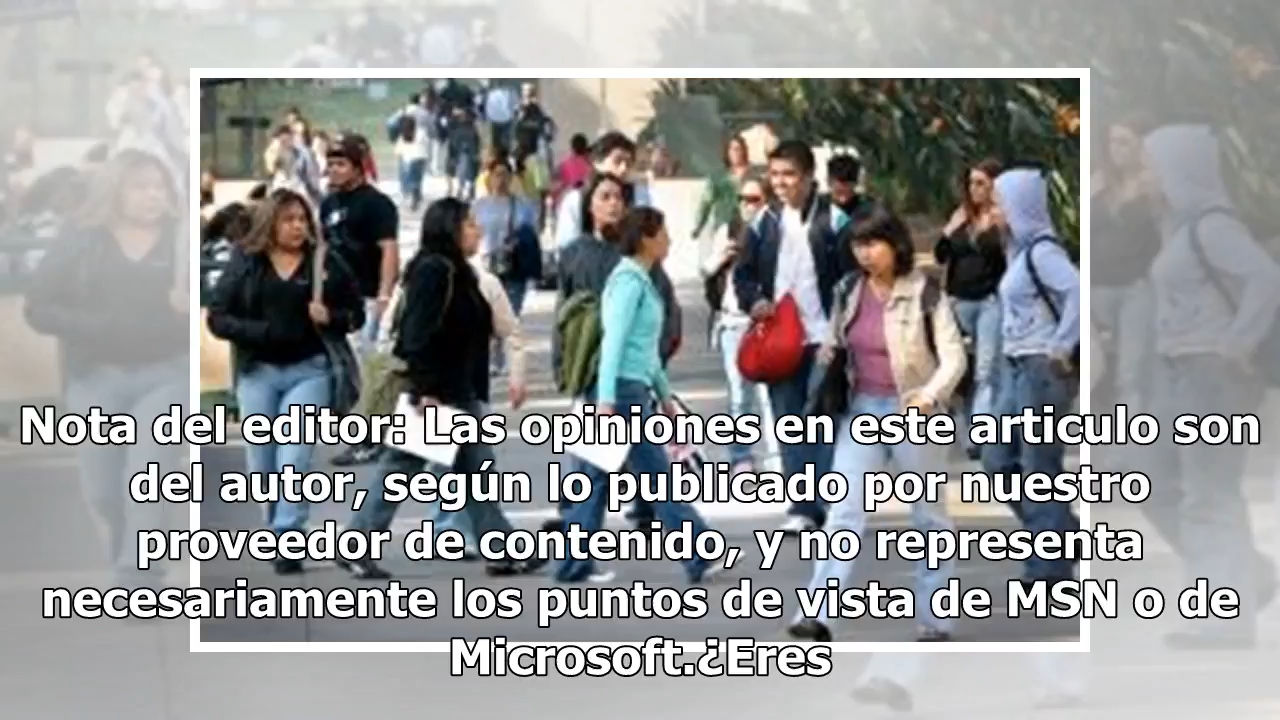 Nota del editor: Las opiniones en este articulo son
del autor, según lo publicado por nuestro
proveedor de contenido, y no representa
necesariamente los puntos de vista de MSN o de
Microsoft.¿Eres